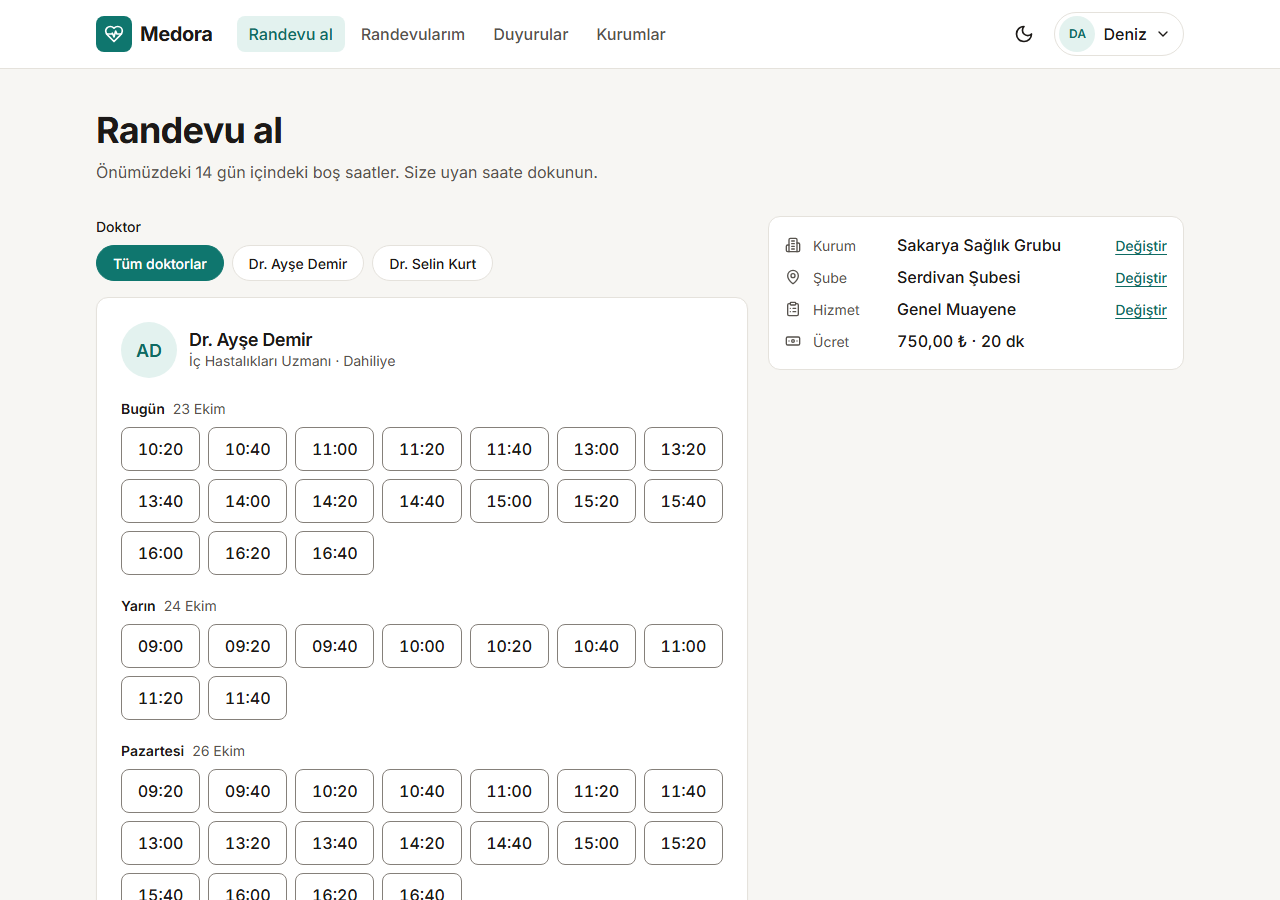 Medora
Randevu al
Randevularım
Duyurular
Kurumlar
DA
Deniz
Randevu al
Önümüzdeki 14 gün içindeki boş saatler. Size uyan saate dokunun.
Doktor
Tüm doktorlar
Dr. Ayşe Demir
Dr. Selin Kurt
AD
Dr. Ayşe Demir
İç Hastalıkları Uzmanı · Dahiliye
Bugün 23 Ekim
10:20 10:40 11:00 11:20 11:40 13:00 13:20
13:40 14:00 14:20 14:40 15:00 15:20 15:40
16:00 16:20 16:40
Yarın 24 Ekim
09:00 09:20 09:40 10:00 10:20 10:40 11:00
11:20 11:40
Pazartesi 26 Ekim
09:20 09:40 10:20 10:40 11:00 11:20 11:40
13:00 13:20 13:40 14:20 14:40 15:00 15:20
15:40 16:00 16:20 16:40
Kurum Sakarya Sağlık Grubu Değiştir
Şube Serdivan Şubesi Değiştir
Hizmet Genel Muayene Değiştir
Ücret 750,00 ₺ · 20 dk